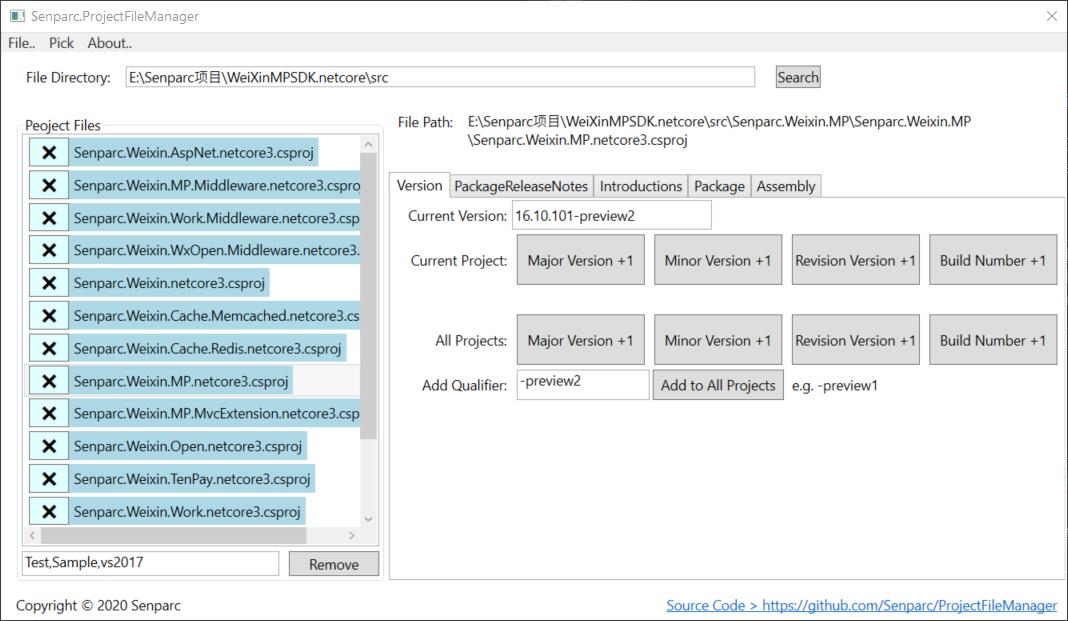 Senparc.ProjectFileManager
File.. Pick About..
File Directory: E:\Senparc项目\WeiXinMPSDK.netcore\src Search
Peoject Files
Senparc.Weixin.AspNet.netcore3.csproj
Senparc.Weixin.MP.Middleware.netcore3.cspro
Senparc.Weixin.Work.Middleware.netcore3.csp
Senparc.Weixin.WxOpen.Middleware.netcore3.
Senparc.Weixin.netcore3.csproj
Senparc.Weixin.Cache.Memcached.netcore3.cs
Senparc.Weixin.Cache.Redis.netcore3.csproj
Senparc.Weixin.MP.netcore3.csproj
Senparc.Weixin.MP.MvcExtension.netcore3.csp
Senparc.Weixin.Open.netcore3.csproj
Senparc.Weixin.TenPay.netcore3.csproj
Senparc.Weixin.Work.netcore3.csproj
Test,Sample,vs2017 Remove
File Path: E:\Senparc项目\WeiXinMPSDK.netcore\src\Senparc.Weixin.MP\Senparc.Weixin.MP
\Senparc.Weixin.MP.netcore3.csproj
Version PackageReleaseNotes Introductions Package Assembly
Current Version: 16.10.101-preview2
Current Project: Major Version +1 Minor Version +1 Revision Version +1 Build Number +1
All Projects: Major Version +1 Minor Version +1 Revision Version +1 Build Number +1
Add Qualifier: -preview2 Add to All Projects e.g. -preview1
Copyright © 2020 Senparc
Source Code > https://github.com/Senparc/ProjectFileManager